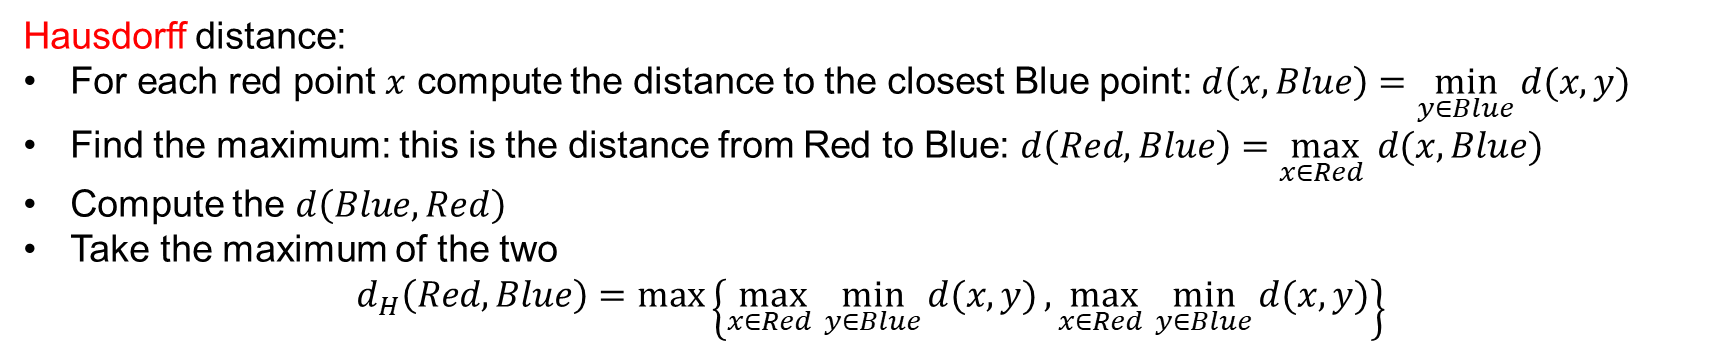 Hausdorff distance:
• For each red point 𝑥 compute the distance to the closest Blue point: 𝑑(𝑥, 𝐵𝑙𝑢𝑒) = min_{𝑦∈𝐵𝑙𝑢𝑒} 𝑑(𝑥, 𝑦)
• Find the maximum: this is the distance from Red to Blue: 𝑑(𝑅𝑒𝑑, 𝐵𝑙𝑢𝑒) = max_{𝑥∈𝑅𝑒𝑑} 𝑑(𝑥, 𝐵𝑙𝑢𝑒)
• Compute the 𝑑(𝐵𝑙𝑢𝑒, 𝑅𝑒𝑑)
• Take the maximum of the two
𝑑_𝐻(𝑅𝑒𝑑, 𝐵𝑙𝑢𝑒) = max{max_{𝑥∈𝑅𝑒𝑑} min_{𝑦∈𝐵𝑙𝑢𝑒} 𝑑(𝑥, 𝑦), max_{𝑥∈𝑅𝑒𝑑} min_{𝑦∈𝐵𝑙𝑢𝑒} 𝑑(𝑥, 𝑦)}